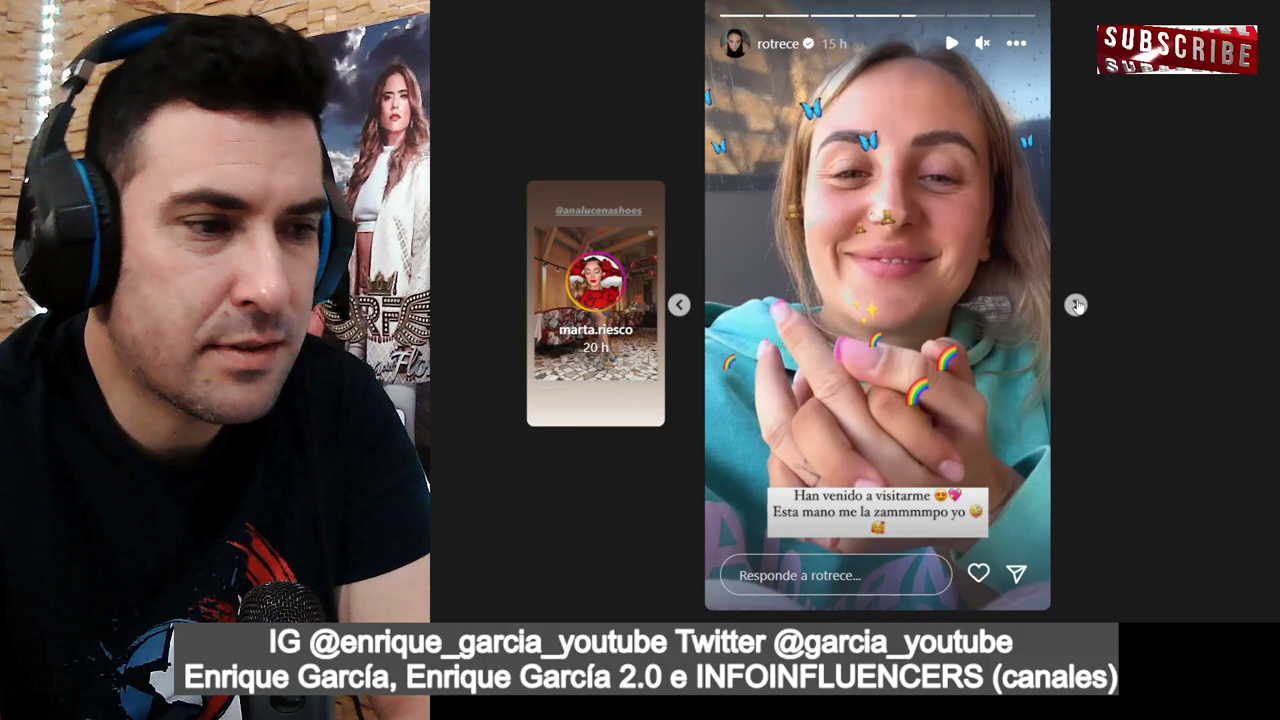 SUBSCRIBE
rotrece 15 h
@analucenashoes
marta.riesco
20 h
RF
Han venido a visitarme 😍💖
Esta mano me la zammmmpo yo 🤪
🥰
Responde a rotrece...
IG @enrique_garcia_youtube Twitter @garcia_youtube
Enrique García, Enrique García 2.0 e INFOINFLUENCERS (canales)